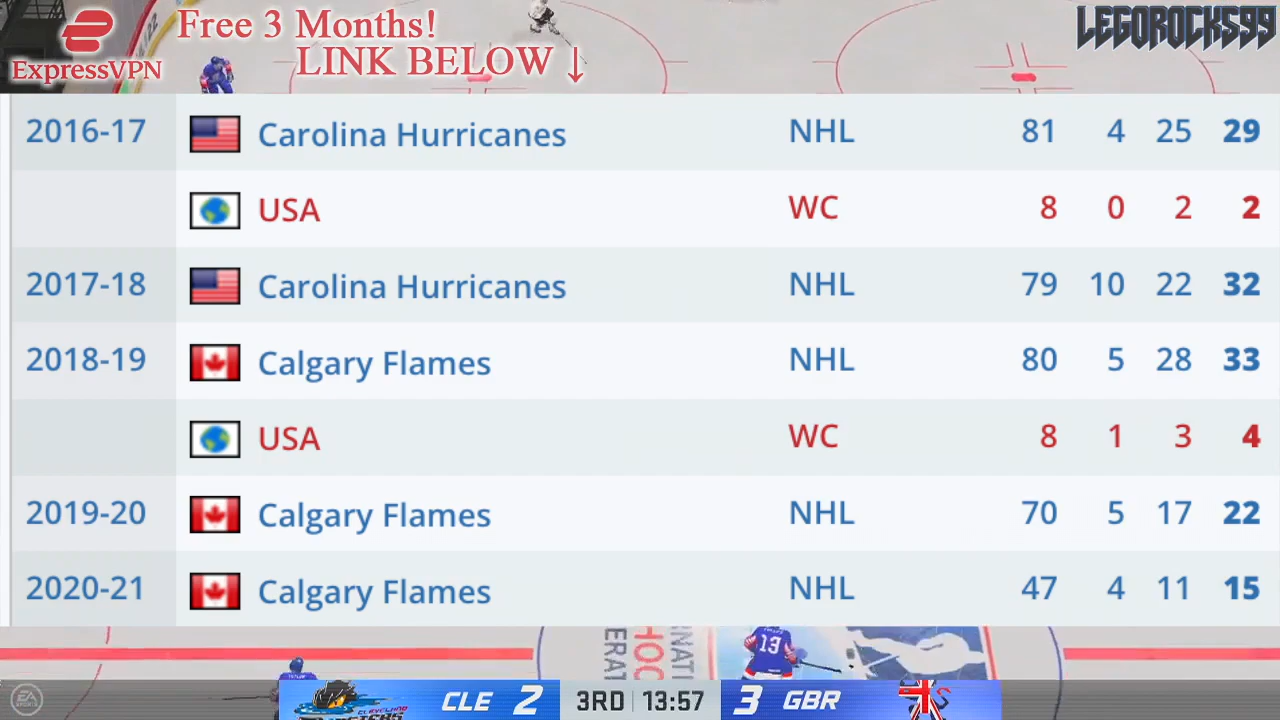 Free 3 Months!
LINK BELOW ↓
ExpressVPN
LEGOROCKS99
2016-17 Carolina Hurricanes NHL 81 4 25 29
USA WC 8 0 2 2
2017-18 Carolina Hurricanes NHL 79 10 22 32
2018-19 Calgary Flames NHL 80 5 28 33
USA WC 8 1 3 4
2019-20 Calgary Flames NHL 70 5 17 22
2020-21 Calgary Flames NHL 47 4 11 15
13
CLE 2 3RD 13:57 3 GBR